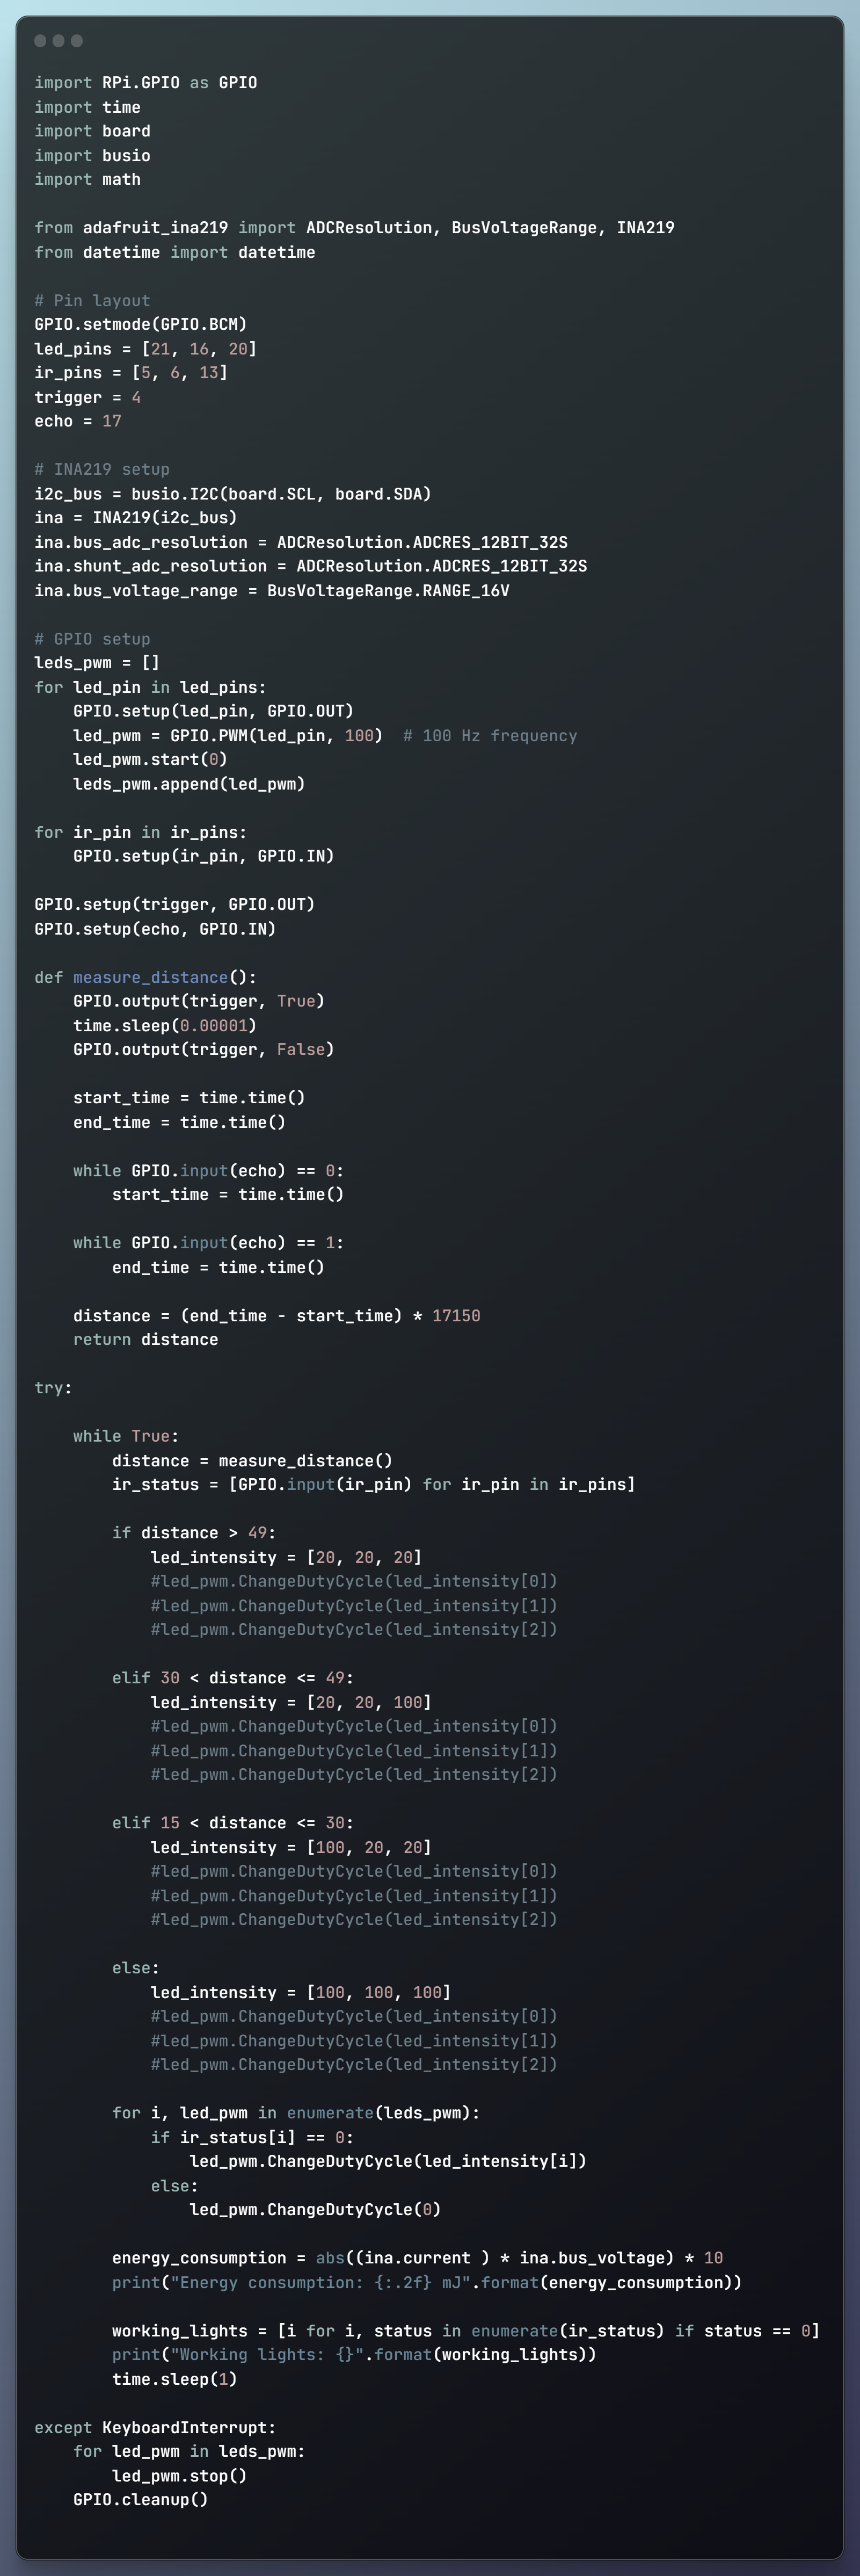 import RPi.GPIO as GPIO
import time
import board
import busio
import math

from adafruit_ina219 import ADCResolution, BusVoltageRange, INA219
from datetime import datetime

# Pin layout
GPIO.setmode(GPIO.BCM)
led_pins = [21, 16, 20]
ir_pins = [5, 6, 13]
trigger = 4
echo = 17

# INA219 setup
i2c_bus = busio.I2C(board.SCL, board.SDA)
ina = INA219(i2c_bus)
ina.bus_adc_resolution = ADCResolution.ADCRES_12BIT_32S
ina.shunt_adc_resolution = ADCResolution.ADCRES_12BIT_32S
ina.bus_voltage_range = BusVoltageRange.RANGE_16V

# GPIO setup
leds_pwm = []
for led_pin in led_pins:
    GPIO.setup(led_pin, GPIO.OUT)
    led_pwm = GPIO.PWM(led_pin, 100)  # 100 Hz frequency
    led_pwm.start(0)
    leds_pwm.append(led_pwm)

for ir_pin in ir_pins:
    GPIO.setup(ir_pin, GPIO.IN)

GPIO.setup(trigger, GPIO.OUT)
GPIO.setup(echo, GPIO.IN)

def measure_distance():
    GPIO.output(trigger, True)
    time.sleep(0.00001)
    GPIO.output(trigger, False)

    start_time = time.time()
    end_time = time.time()

    while GPIO.input(echo) == 0:
        start_time = time.time()

    while GPIO.input(echo) == 1:
        end_time = time.time()

    distance = (end_time - start_time) * 17150
    return distance

try:

    while True:
        distance = measure_distance()
        ir_status = [GPIO.input(ir_pin) for ir_pin in ir_pins]

        if distance > 49:
            led_intensity = [20, 20, 20]
            #led_pwm.ChangeDutyCycle(led_intensity[0])
            #led_pwm.ChangeDutyCycle(led_intensity[1])
            #led_pwm.ChangeDutyCycle(led_intensity[2])

        elif 30 < distance <= 49:
            led_intensity = [20, 20, 100]
            #led_pwm.ChangeDutyCycle(led_intensity[0])
            #led_pwm.ChangeDutyCycle(led_intensity[1])
            #led_pwm.ChangeDutyCycle(led_intensity[2])

        elif 15 < distance <= 30:
            led_intensity = [100, 20, 20]
            #led_pwm.ChangeDutyCycle(led_intensity[0])
            #led_pwm.ChangeDutyCycle(led_intensity[1])
            #led_pwm.ChangeDutyCycle(led_intensity[2])

        else:
            led_intensity = [100, 100, 100]
            #led_pwm.ChangeDutyCycle(led_intensity[0])
            #led_pwm.ChangeDutyCycle(led_intensity[1])
            #led_pwm.ChangeDutyCycle(led_intensity[2])

        for i, led_pwm in enumerate(leds_pwm):
            if ir_status[i] == 0:
                led_pwm.ChangeDutyCycle(led_intensity[i])
            else:
                led_pwm.ChangeDutyCycle(0)

        energy_consumption = abs((ina.current ) * ina.bus_voltage) * 10
        print("Energy consumption: {:.2f} mJ".format(energy_consumption))

        working_lights = [i for i, status in enumerate(ir_status) if status == 0]
        print("Working lights: {}".format(working_lights))
        time.sleep(1)

except KeyboardInterrupt:
    for led_pwm in leds_pwm:
        led_pwm.stop()
    GPIO.cleanup()